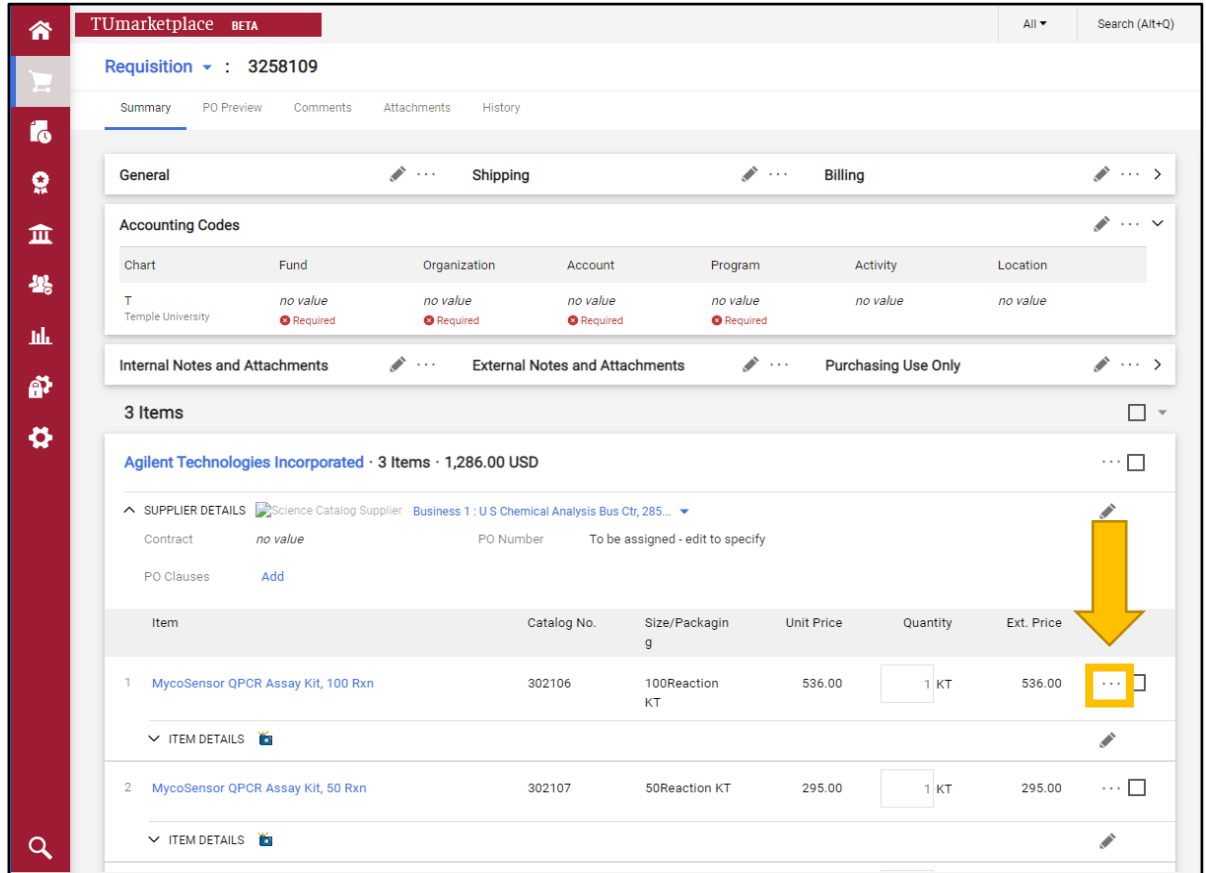 TUmarketplace BETA All Search (Alt+Q)
Requisition : 3258109
Summary PO Preview Comments Attachments History
General ··· Shipping ··· Billing ···
Accounting Codes ···
Chart Fund Organization Account Program Activity Location
T no value no value no value no value no value no value
Temple University Required Required Required Required
Internal Notes and Attachments ··· External Notes and Attachments ··· Purchasing Use Only ···
3 Items
Agilent Technologies Incorporated · 3 Items · 1,286.00 USD ···
SUPPLIER DETAILS Science Catalog Supplier Business 1 : U S Chemical Analysis Bus Ctr, 285...
Contract no value PO Number To be assigned - edit to specify
PO Clauses Add
Item Catalog No. Size/Packagin Unit Price Quantity Ext. Price
g
1 MycoSensor QPCR Assay Kit, 100 Rxn 302106 100Reaction 536.00 1 KT 536.00 ···
KT
ITEM DETAILS
2 MycoSensor QPCR Assay Kit, 50 Rxn 302107 50Reaction KT 295.00 1 KT 295.00 ···
ITEM DETAILS